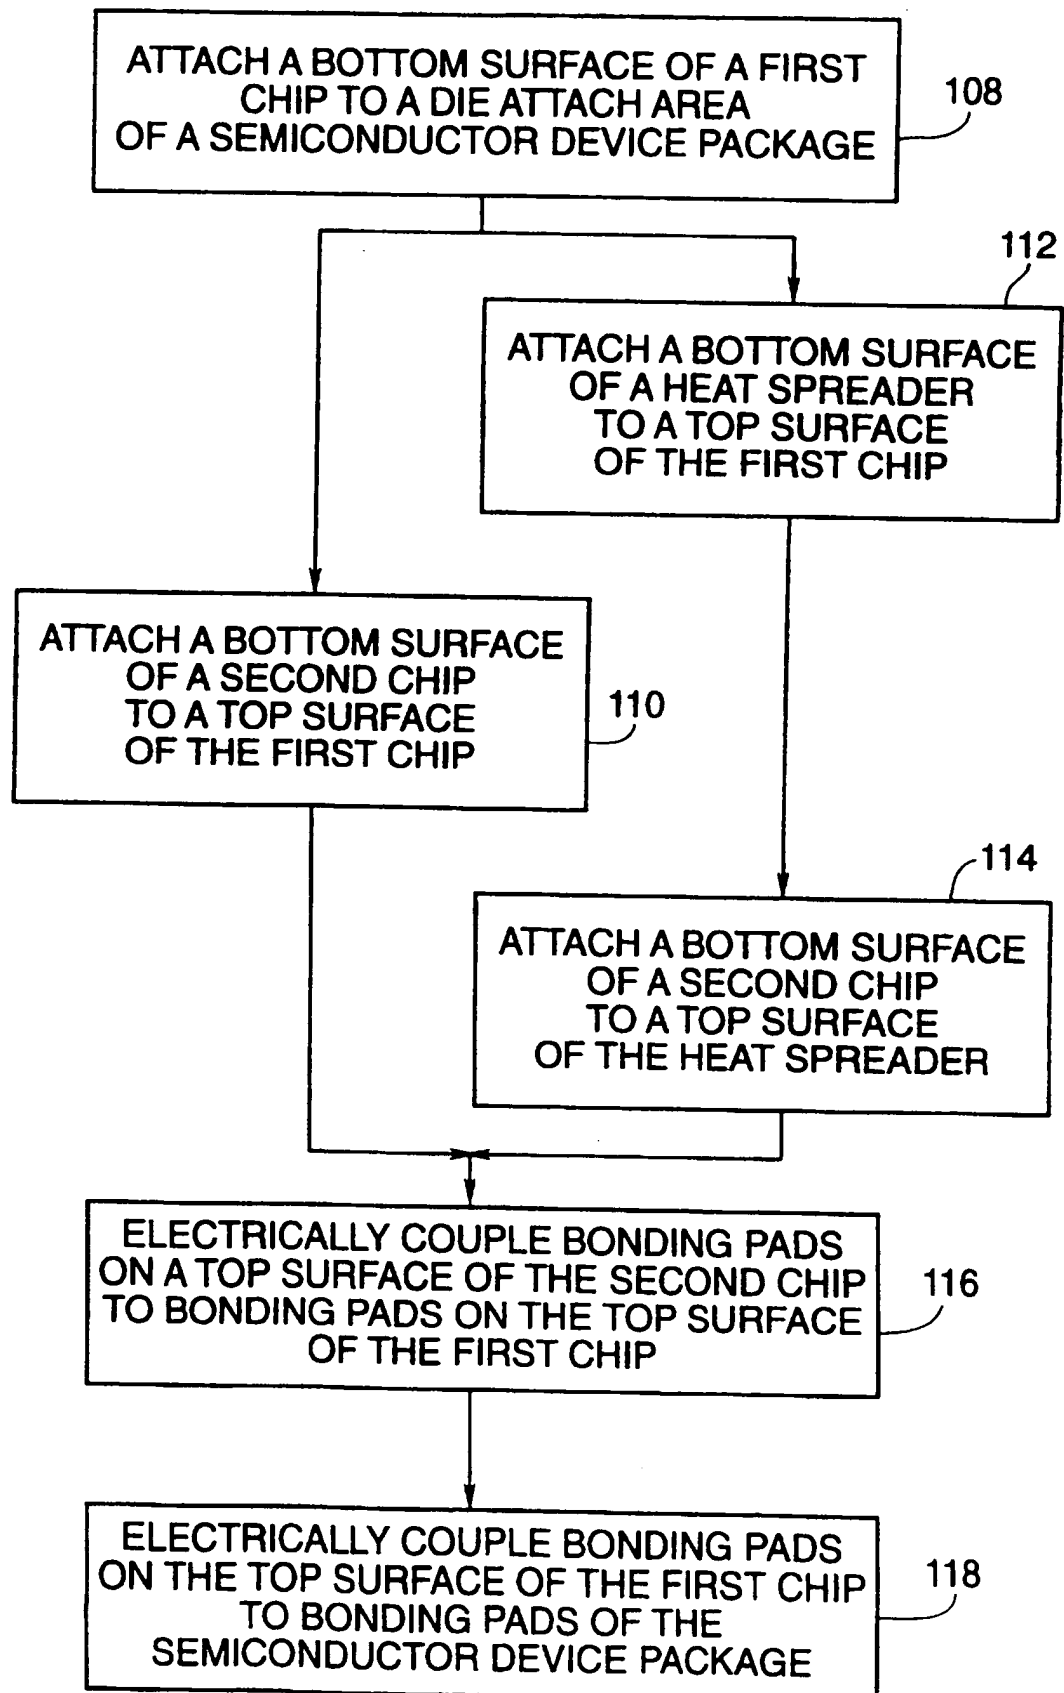 ATTACH A BOTTOM SURFACE OF A FIRST
CHIP TO A DIE ATTACH AREA
OF A SEMICONDUCTOR DEVICE PACKAGE
108
112
ATTACH A BOTTOM SURFACE
OF A HEAT SPREADER
TO A TOP SURFACE
OF THE FIRST CHIP
ATTACH A BOTTOM SURFACE
OF A SECOND CHIP
TO A TOP SURFACE
OF THE FIRST CHIP
110
114
ATTACH A BOTTOM SURFACE
OF A SECOND CHIP
TO A TOP SURFACE
OF THE HEAT SPREADER
ELECTRICALLY COUPLE BONDING PADS
ON A TOP SURFACE OF THE SECOND CHIP
TO BONDING PADS ON THE TOP SURFACE
OF THE FIRST CHIP
116
ELECTRICALLY COUPLE BONDING PADS
ON THE TOP SURFACE OF THE FIRST CHIP
TO BONDING PADS OF THE
SEMICONDUCTOR DEVICE PACKAGE
118